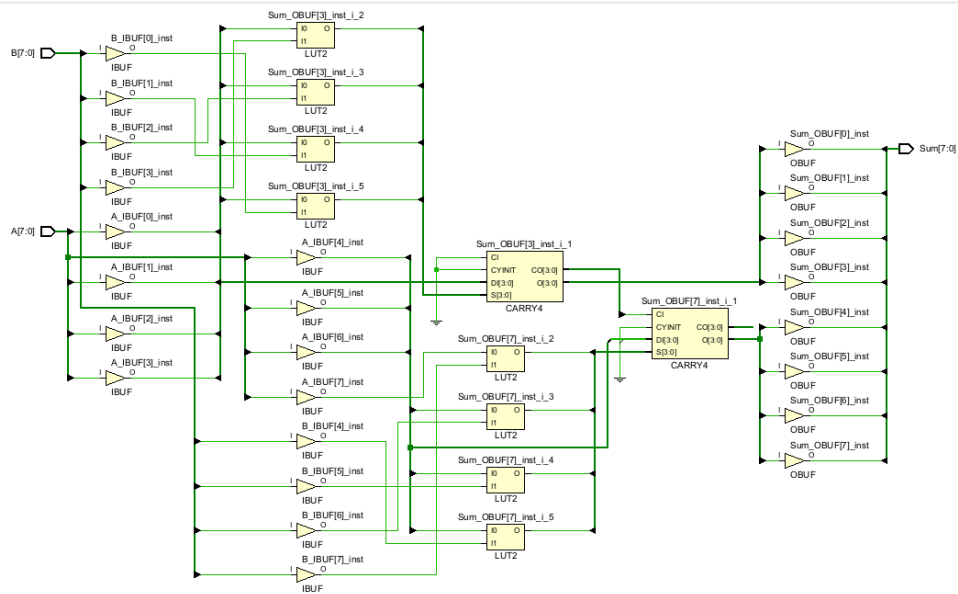 B[7:0]
B_IBUF[0]_inst
I O
IBUF
B_IBUF[1]_inst
I O
IBUF
B_IBUF[2]_inst
I O
IBUF
B_IBUF[3]_inst
I O
IBUF
A[7:0]
A_IBUF[0]_inst
I O
IBUF
A_IBUF[1]_inst
I O
IBUF
A_IBUF[2]_inst
I O
IBUF
A_IBUF[3]_inst
I O
IBUF
Sum_OBUF[3]_inst_i_2
I0 O
I1
LUT2
Sum_OBUF[3]_inst_i_3
I0 O
I1
LUT2
Sum_OBUF[3]_inst_i_4
I0 O
I1
LUT2
Sum_OBUF[3]_inst_i_5
I0 O
I1
LUT2
A_IBUF[4]_inst
I O
IBUF
A_IBUF[5]_inst
I O
IBUF
A_IBUF[6]_inst
I O
IBUF
A_IBUF[7]_inst
I O
IBUF
B_IBUF[4]_inst
I O
IBUF
B_IBUF[5]_inst
I O
IBUF
B_IBUF[6]_inst
I O
IBUF
B_IBUF[7]_inst
I O
IBUF
Sum_OBUF[3]_inst_i_1
CI
CYINIT CO[3:0]
DI[3:0] O[3:0]
S[3:0]
CARRY4
Sum_OBUF[7]_inst_i_2
I0 O
I1
LUT2
Sum_OBUF[7]_inst_i_3
I0 O
I1
LUT2
Sum_OBUF[7]_inst_i_4
I0 O
I1
LUT2
Sum_OBUF[7]_inst_i_5
I0 O
I1
LUT2
Sum_OBUF[7]_inst_i_1
CI
CYINIT CO[3:0]
DI[3:0] O[3:0]
S[3:0]
CARRY4
Sum_OBUF[0]_inst
I O
OBUF
Sum_OBUF[1]_inst
I O
OBUF
Sum_OBUF[2]_inst
I O
OBUF
Sum_OBUF[3]_inst
I O
OBUF
Sum_OBUF[4]_inst
I O
OBUF
Sum_OBUF[5]_inst
I O
OBUF
Sum_OBUF[6]_inst
I O
OBUF
Sum_OBUF[7]_inst
I O
OBUF
Sum[7:0]